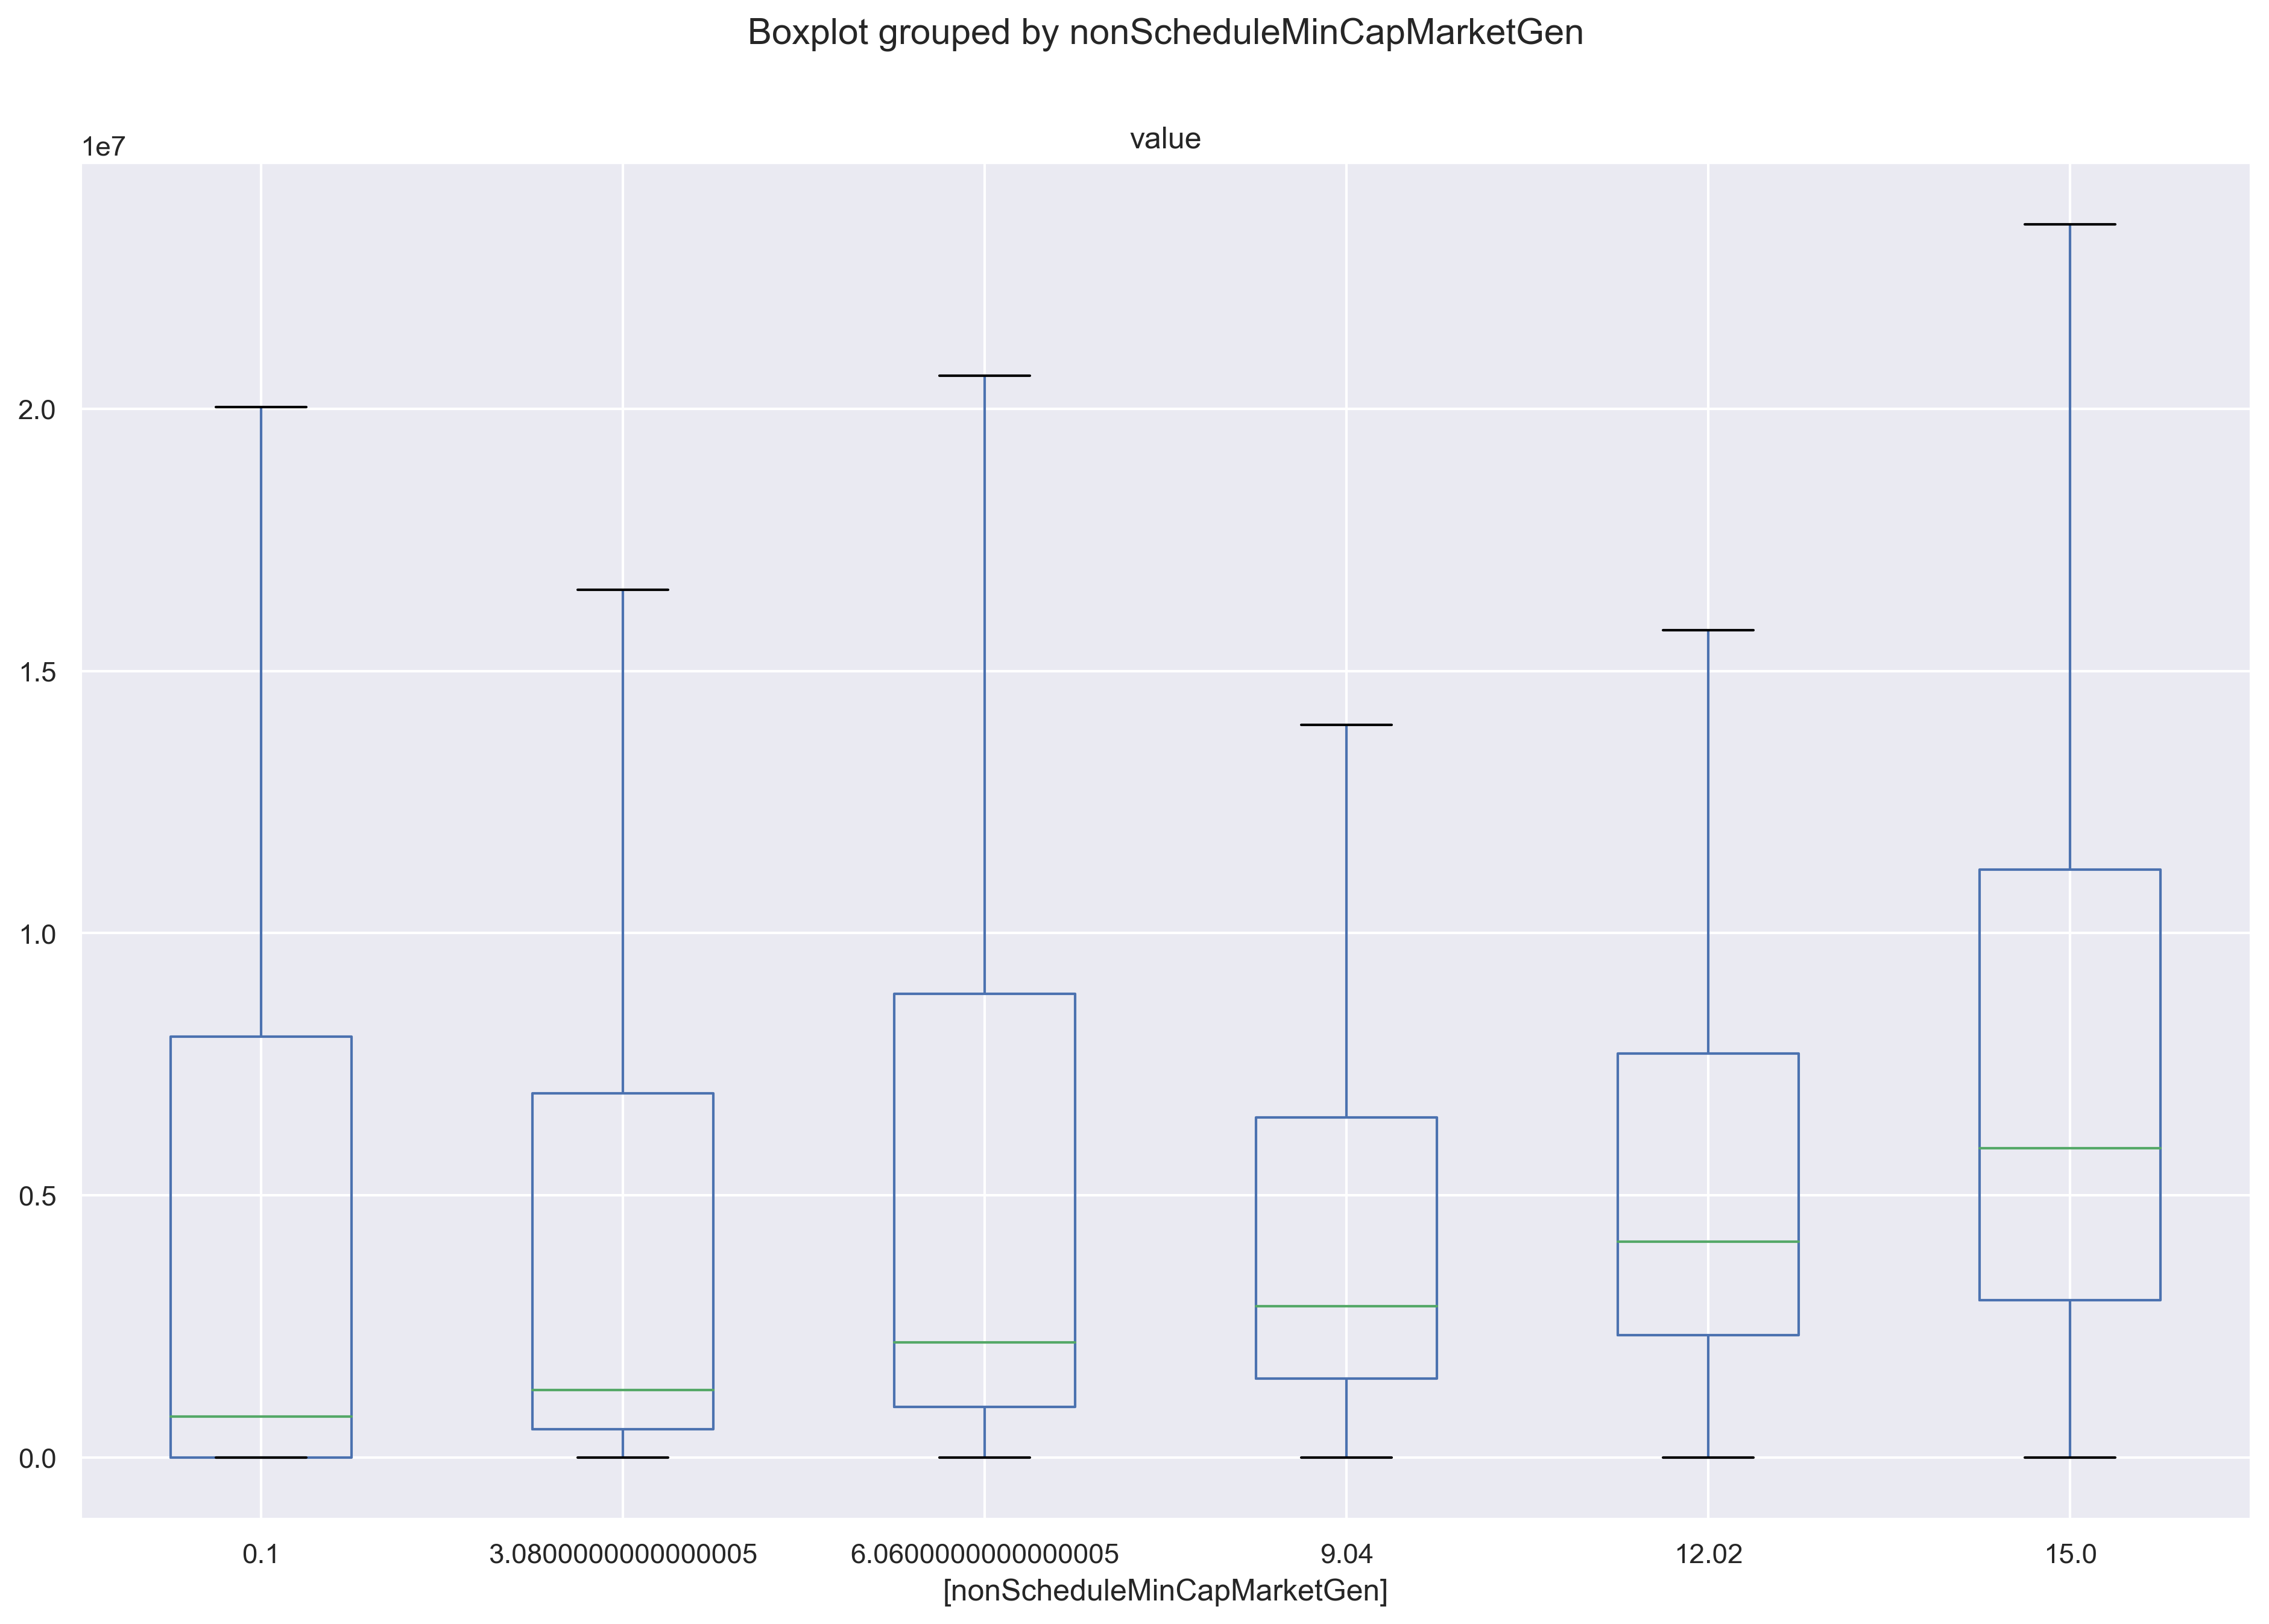 Boxplot grouped by nonScheduleMinCapMarketGen
value
1e7
2.0
1.5
1.0
0.5
0.0
0.1 3.0800000000000005 6.0600000000000005 9.04 12.02 15.0
[nonScheduleMinCapMarketGen]